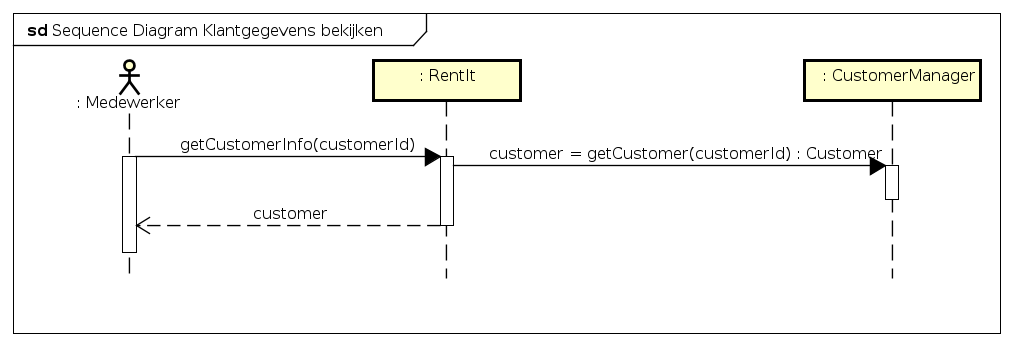 sd Sequence Diagram Klantgegevens bekijken
: Medewerker
: RentIt
: CustomerManager
getCustomerInfo(customerId)
customer = getCustomer(customerId) : Customer
customer